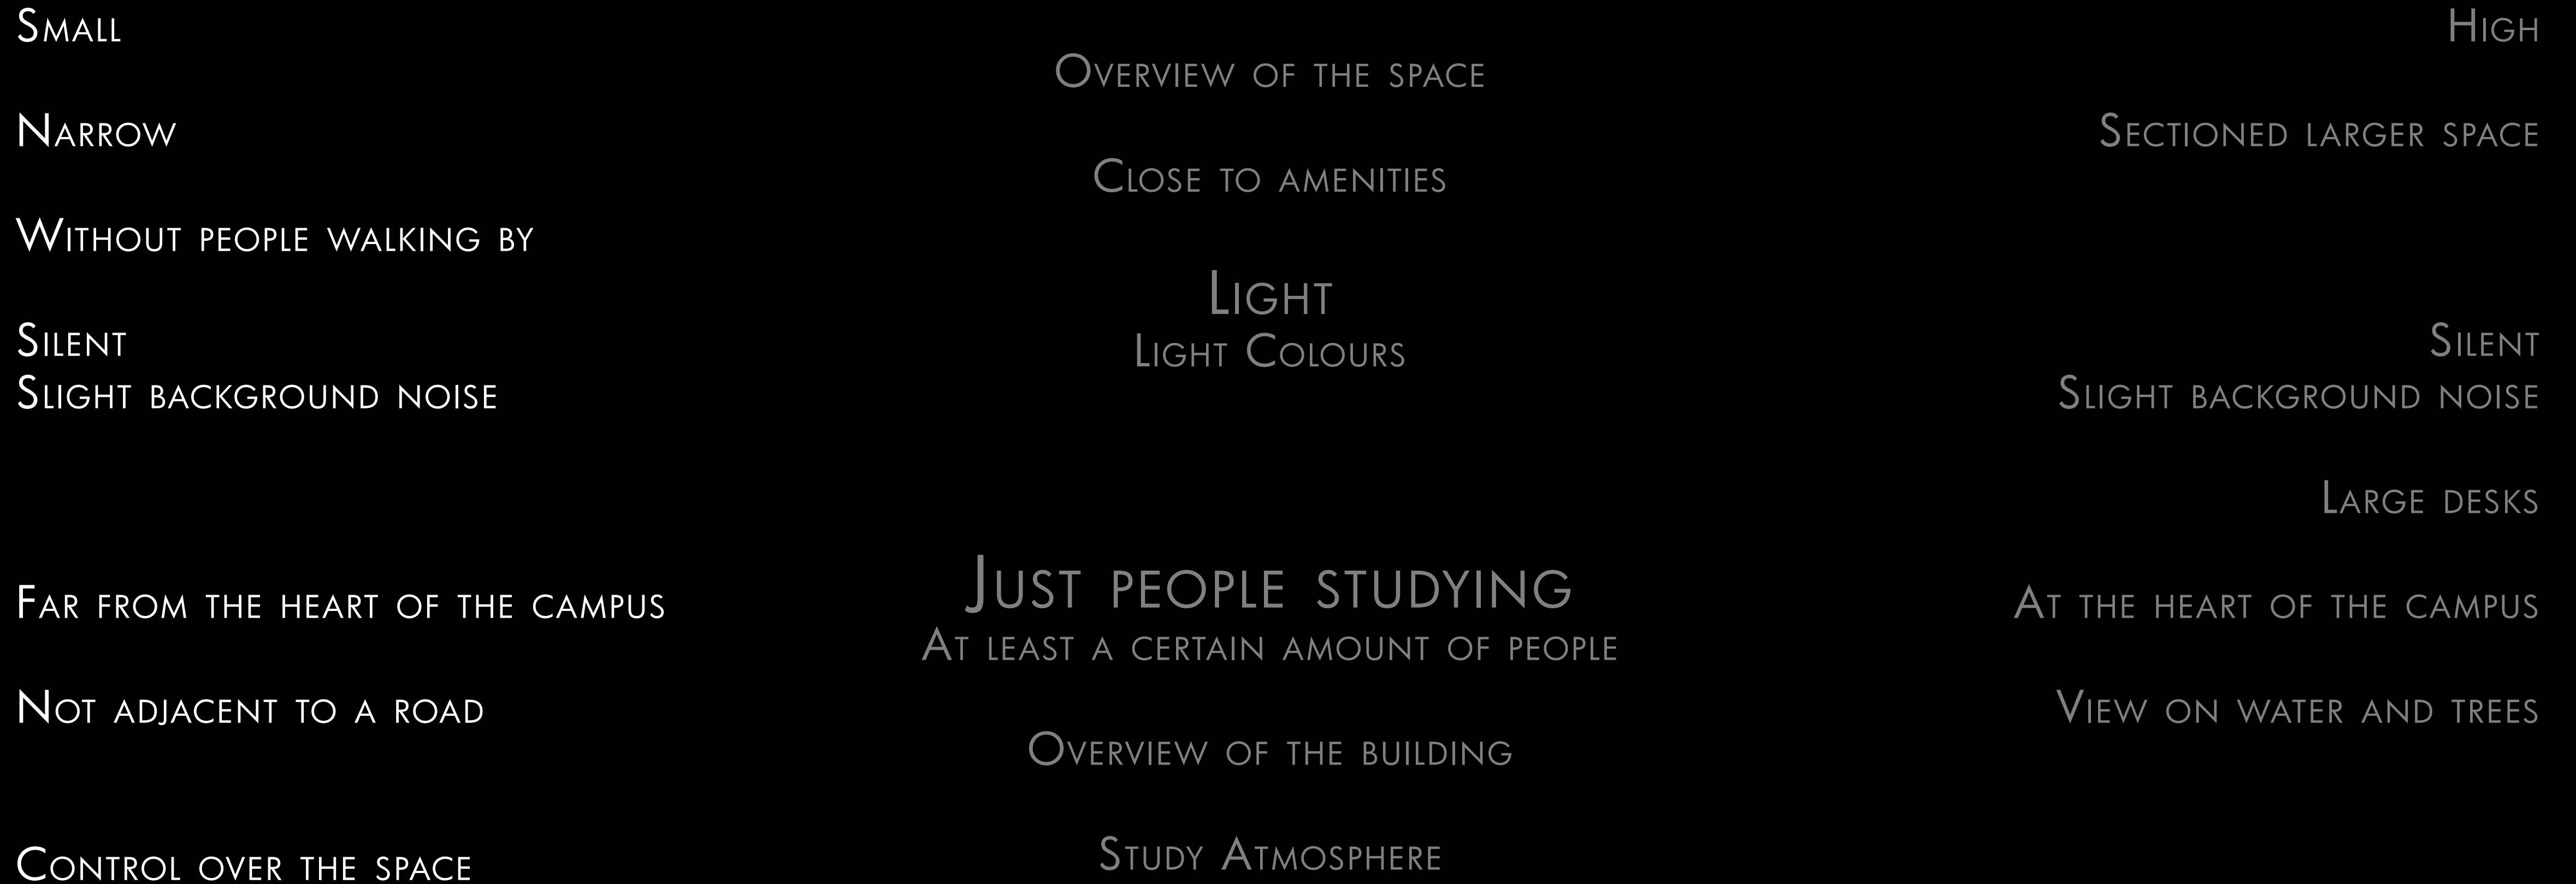 Small
Narrow
Without people walking by
Silent
Slight background noise
Far from the heart of the campus
Not adjacent to a road
Control over the space
Overview of the space
Close to amenities
Light
Light Colours
Just people studying
At least a certain amount of people
Overview of the building
Study Atmosphere
High
Sectioned larger space
Silent
Slight background noise
Large desks
At the heart of the campus
View on water and trees